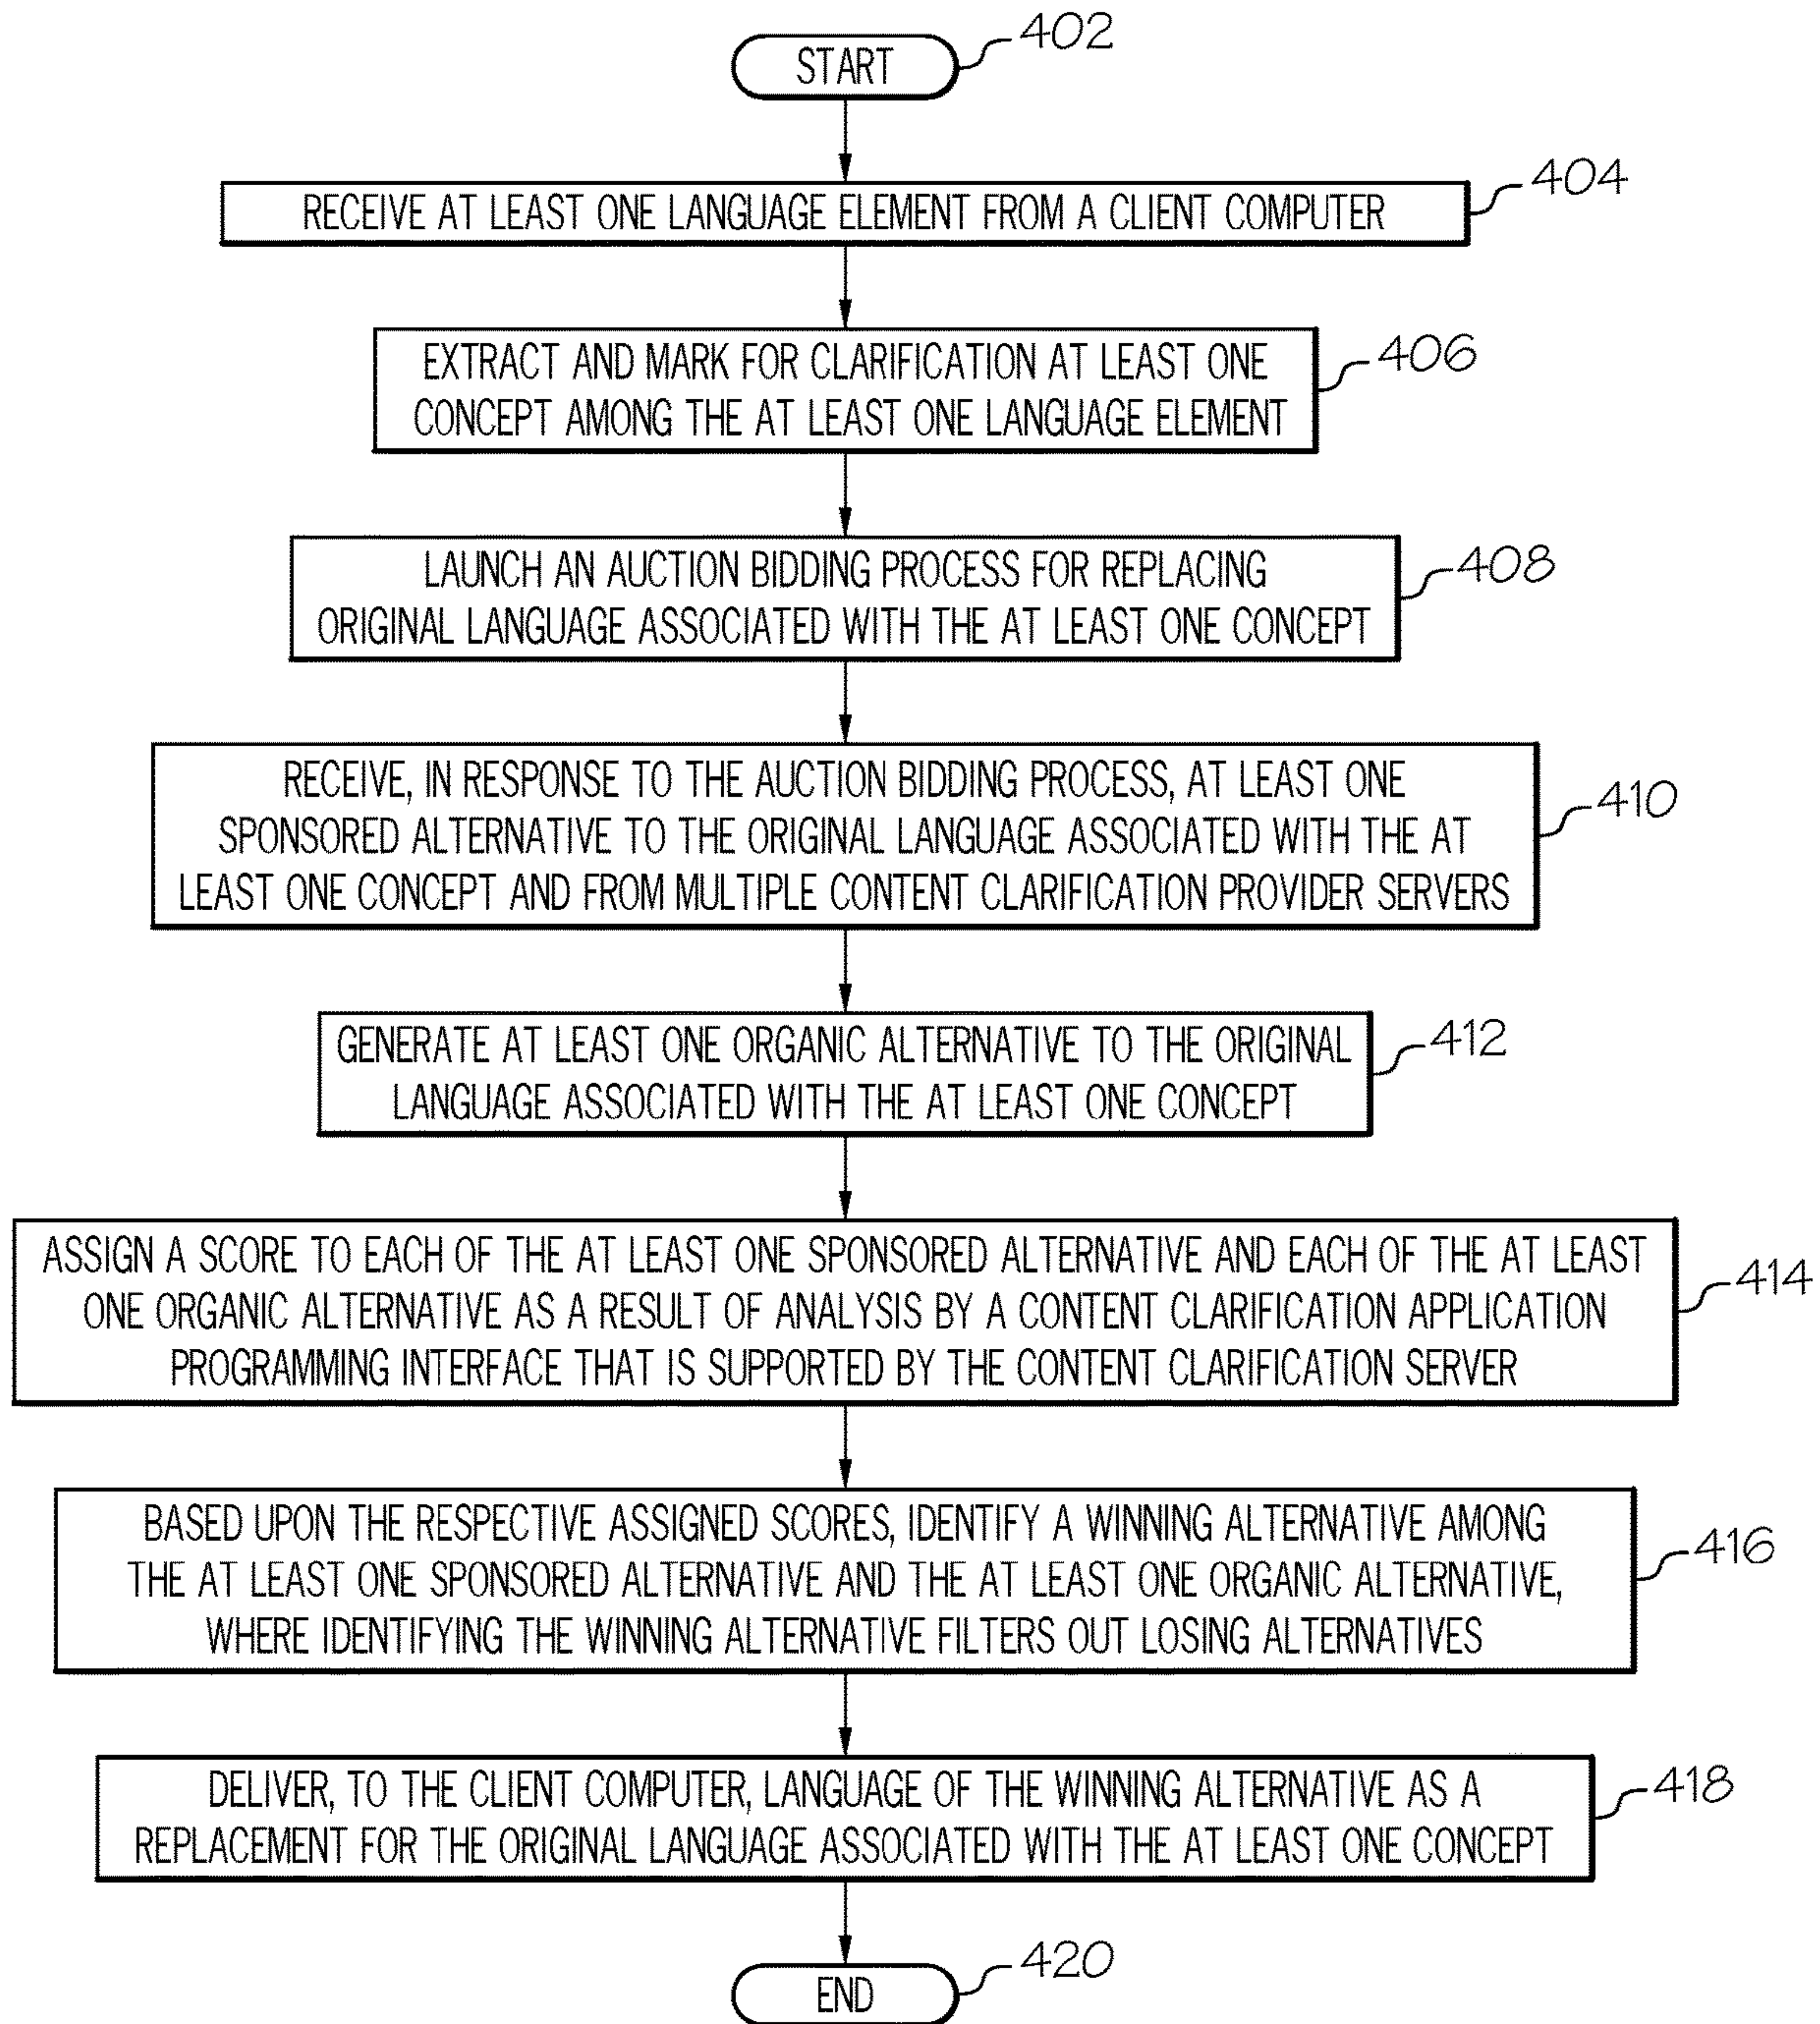 START
402
RECEIVE AT LEAST ONE LANGUAGE ELEMENT FROM A CLIENT COMPUTER
404
EXTRACT AND MARK FOR CLARIFICATION AT LEAST ONE
CONCEPT AMONG THE AT LEAST ONE LANGUAGE ELEMENT
406
LAUNCH AN AUCTION BIDDING PROCESS FOR REPLACING
ORIGINAL LANGUAGE ASSOCIATED WITH THE AT LEAST ONE CONCEPT
408
RECEIVE, IN RESPONSE TO THE AUCTION BIDDING PROCESS, AT LEAST ONE
SPONSORED ALTERNATIVE TO THE ORIGINAL LANGUAGE ASSOCIATED WITH THE AT
LEAST ONE CONCEPT AND FROM MULTIPLE CONTENT CLARIFICATION PROVIDER SERVERS
410
GENERATE AT LEAST ONE ORGANIC ALTERNATIVE TO THE ORIGINAL
LANGUAGE ASSOCIATED WITH THE AT LEAST ONE CONCEPT
412
ASSIGN A SCORE TO EACH OF THE AT LEAST ONE SPONSORED ALTERNATIVE AND EACH OF THE AT LEAST
ONE ORGANIC ALTERNATIVE AS A RESULT OF ANALYSIS BY A CONTENT CLARIFICATION APPLICATION
PROGRAMMING INTERFACE THAT IS SUPPORTED BY THE CONTENT CLARIFICATION SERVER
414
BASED UPON THE RESPECTIVE ASSIGNED SCORES, IDENTIFY A WINNING ALTERNATIVE AMONG
THE AT LEAST ONE SPONSORED ALTERNATIVE AND THE AT LEAST ONE ORGANIC ALTERNATIVE,
WHERE IDENTIFYING THE WINNING ALTERNATIVE FILTERS OUT LOSING ALTERNATIVES
416
DELIVER, TO THE CLIENT COMPUTER, LANGUAGE OF THE WINNING ALTERNATIVE AS A
REPLACEMENT FOR THE ORIGINAL LANGUAGE ASSOCIATED WITH THE AT LEAST ONE CONCEPT
418
END
420